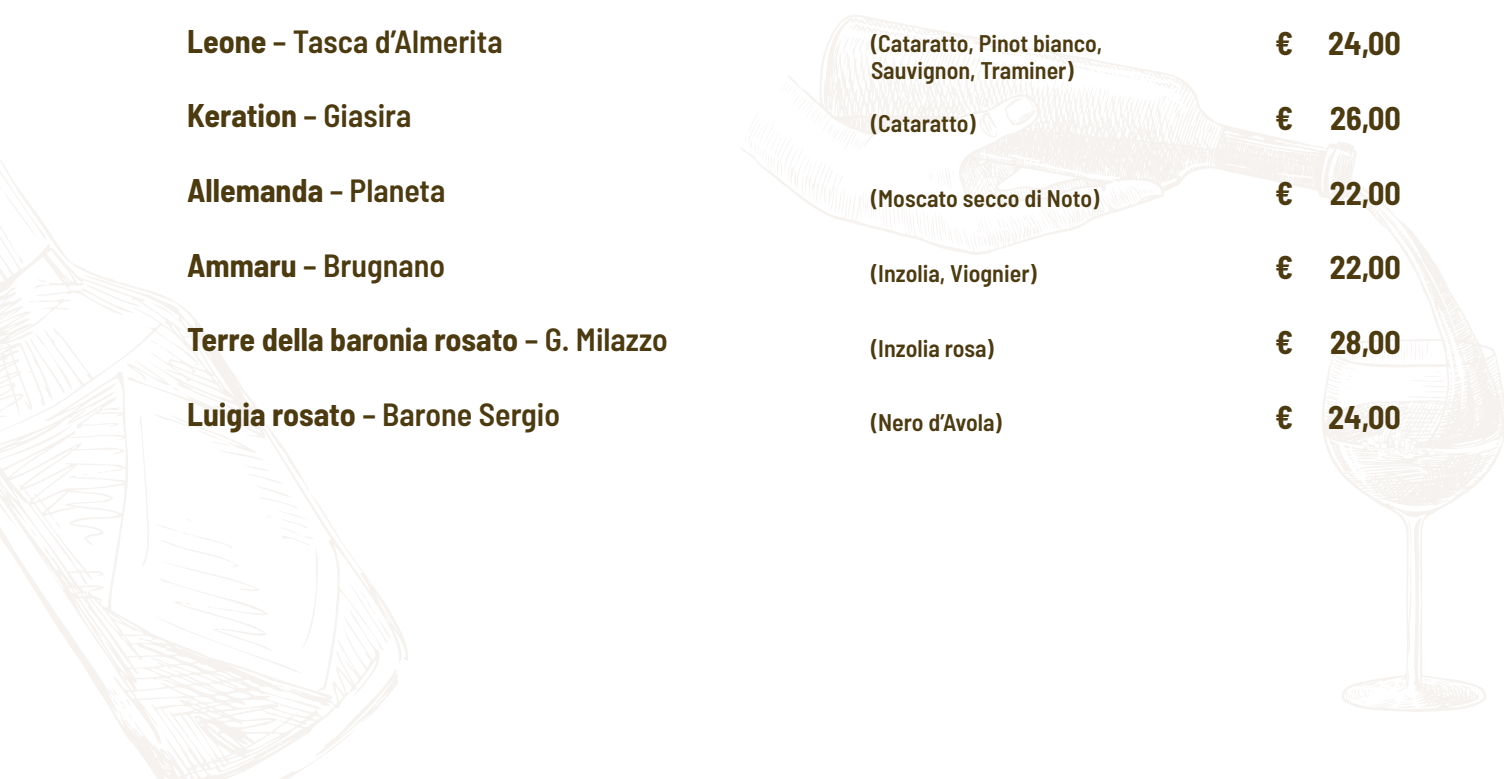 Leone – Tasca d’Almerita (Cataratto, Pinot bianco, € 24,00
Sauvignon, Traminer)
Keration – Giasira (Cataratto) € 26,00
Allemanda – Planeta (Moscato secco di Noto) € 22,00
Ammaru – Brugnano (Inzolia, Viognier) € 22,00
Terre della baronia rosato – G. Milazzo (Inzolia rosa) € 28,00
Luigia rosato – Barone Sergio (Nero d’Avola) € 24,00